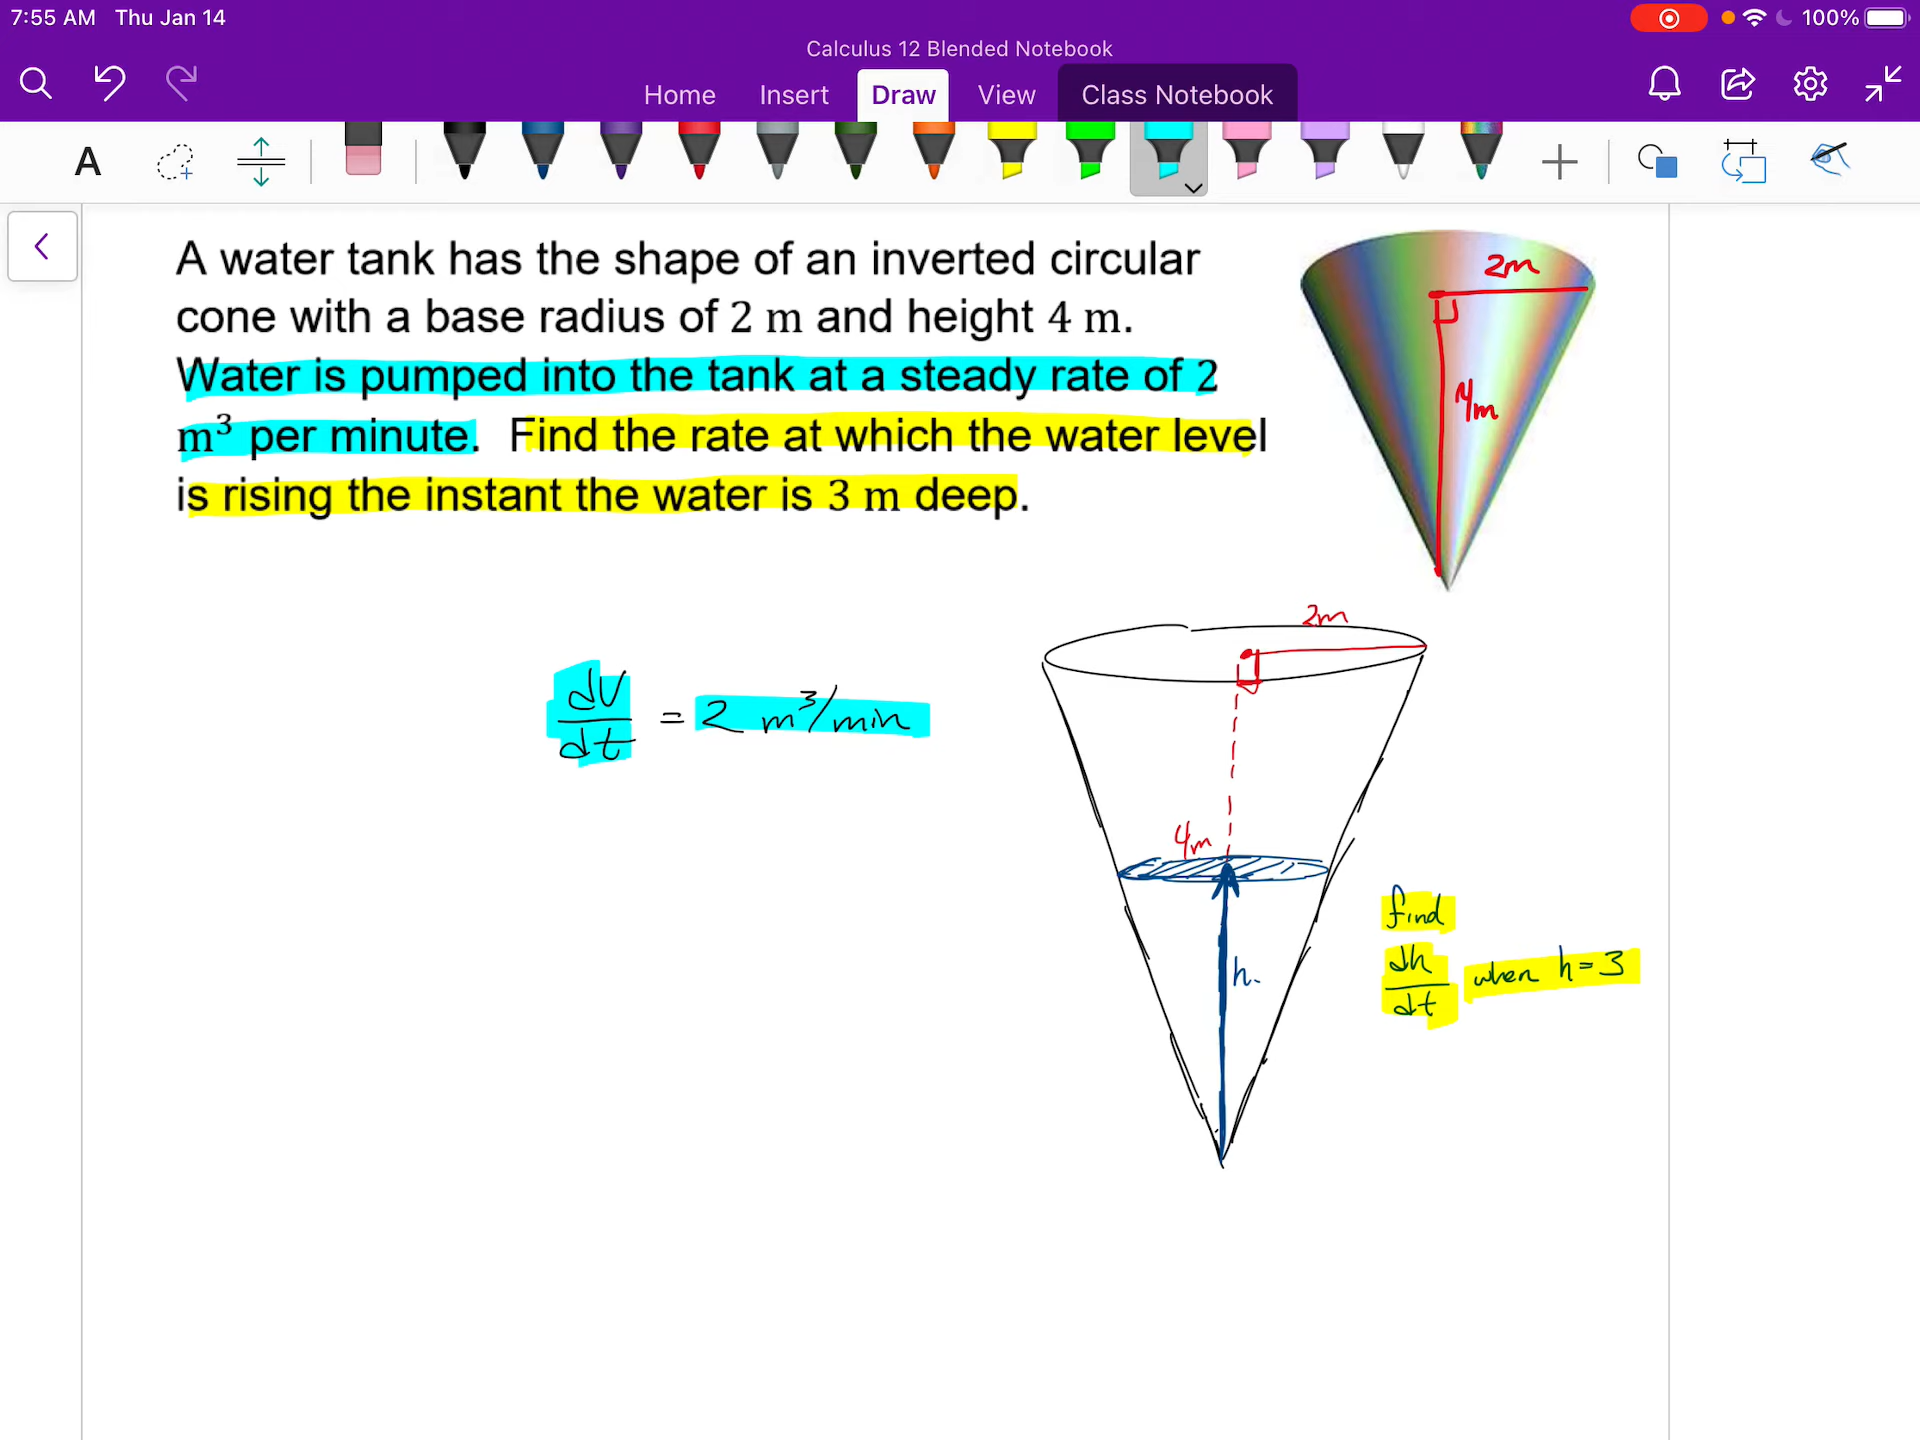 7:55 AM Thu Jan 14
100%
Calculus 12 Blended Notebook
Home Insert Draw View Class Notebook
A
A water tank has the shape of an inverted circular
cone with a base radius of 2 m and height 4 m.
Water is pumped into the tank at a steady rate of 2
m³ per minute. Find the rate at which the water level
is rising the instant the water is 3 m deep.
2m
4m
2m
dV/dt = 2 m³/min
4m
h.
find
dh/dt when h=3